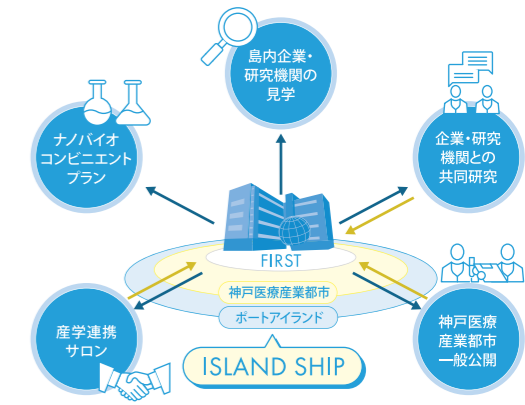 島内企業・
研究機関の
見学
ナノバイオ
コンビニエント
プラン
企業・研究
機関との
共同研究
FIRST
神戸医療産業都市
ポートアイランド
産学連携
サロン
神戸医療
産業都市
一般公開
ISLAND SHIP